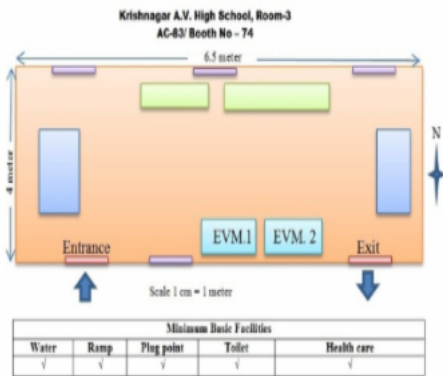 Krishnagar A.V. High School, Room-3
AC-83/ Booth No – 74
6.5 meter
4 meter
N
EVM.1 EVM. 2
Entrance Exit
Scale 1 cm = 1 meter
Minimum Basic Facilities
Water Ramp Plug point Toilet Health care
√ √ √ √ √